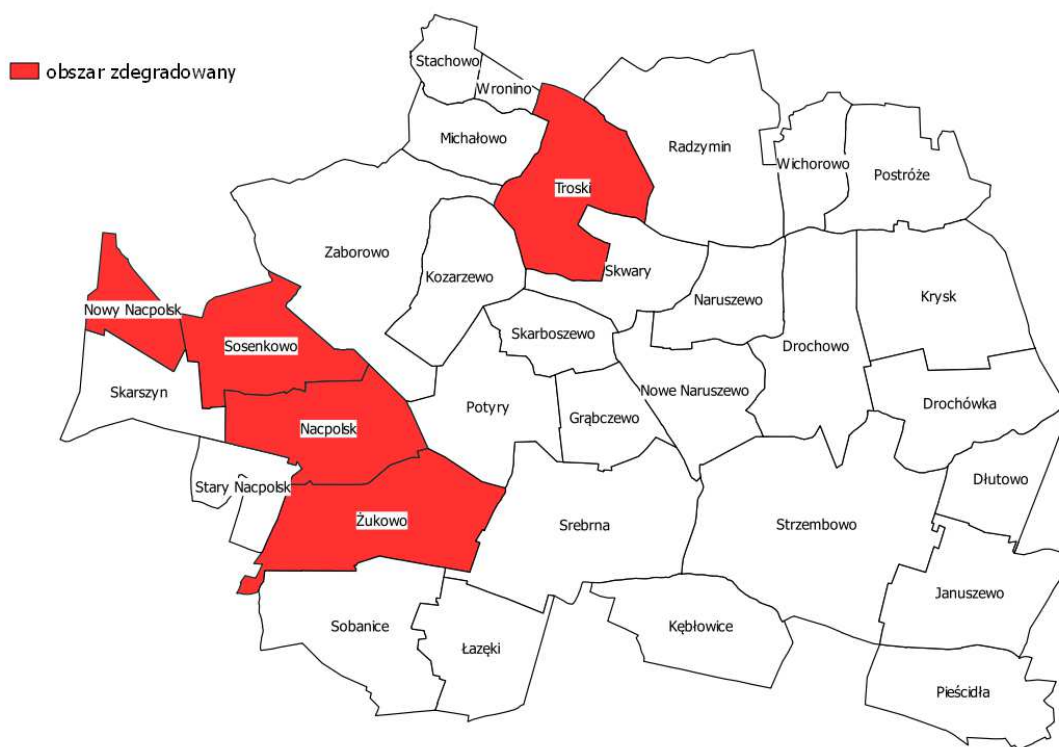 obszar zdegradowany
Stachowo
Wronino
Michałowo
Radzymin
Wichorowo
Postróże
Troski
Zaborowo
Kozarzewo
Skwary
Naruszewo
Krysk
Nowy Nacpolsk
Sosenkowo
Skarboszewo
Drochowo
Skarszyn
Nowe Naruszewo
Drochówka
Potyry
Grąbczewo
Nacpolsk
Stary Nacpolsk
Dłutowo
Żukowo
Srebrna
Strzembowo
Januszewo
Sobanice
Kębłowice
Łazęki
Pieścidła